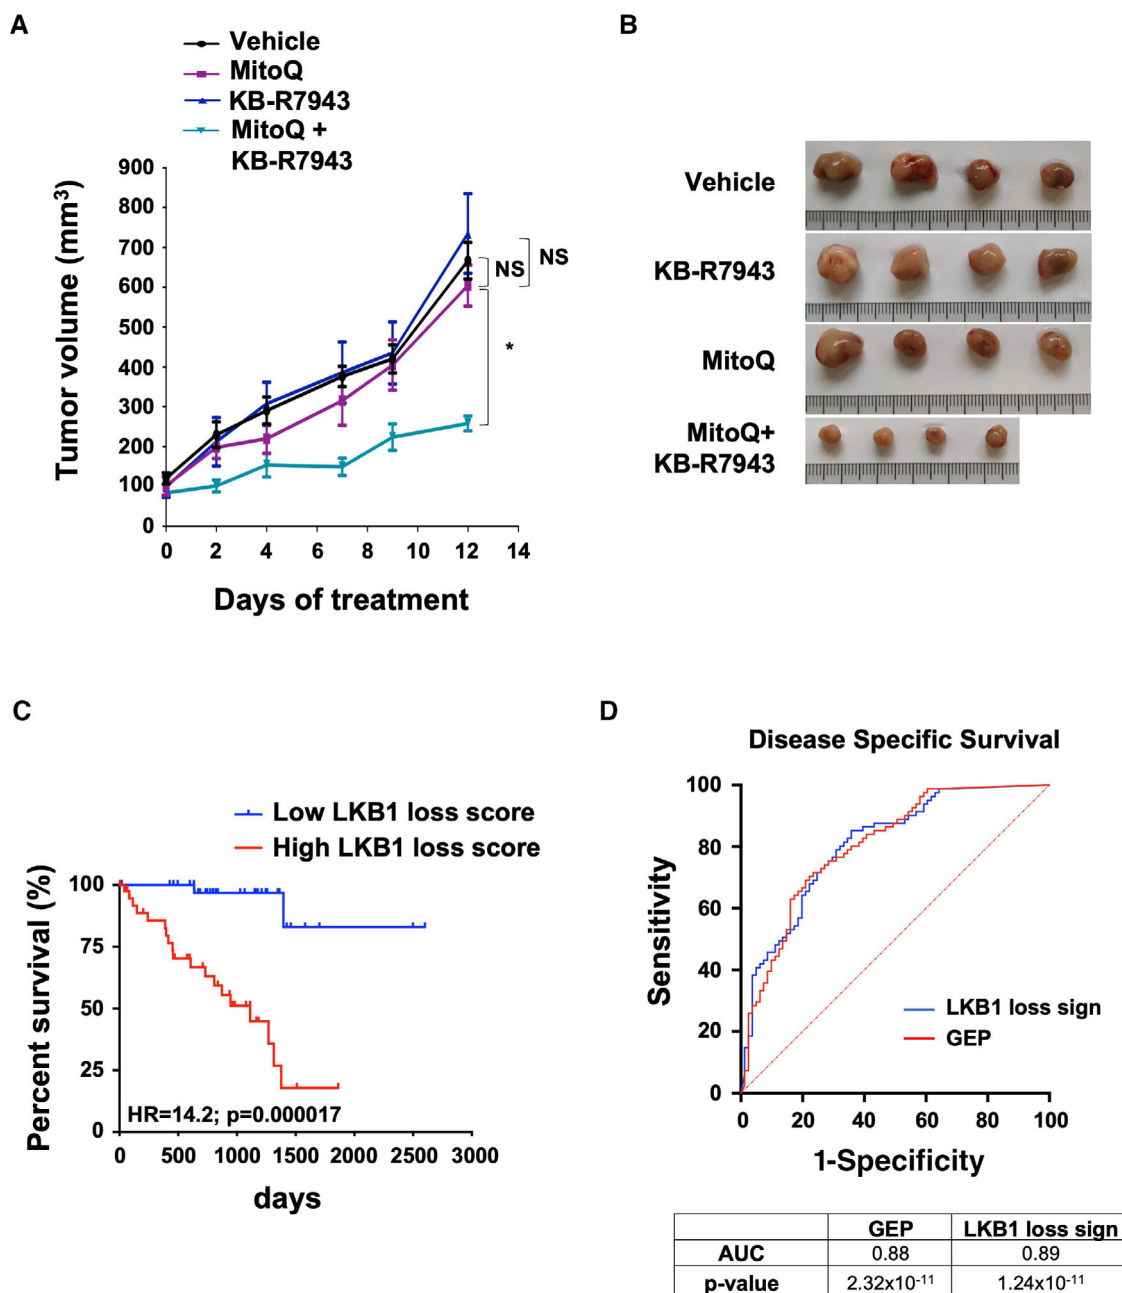 A
Vehicle
MitoQ
KB-R7943
MitoQ +
KB-R7943
Tumor volume (mm³)
900
800
700
600
500
400
300
200
100
0
NS
NS
*
0 2 4 6 8 10 12 14
Days of treatment
B
Vehicle
KB-R7943
MitoQ
MitoQ+
KB-R7943
C
Low LKB1 loss score
High LKB1 loss score
Percent survival (%)
100
75
50
25
0
HR=14.2; p=0.000017
0 500 1000 1500 2000 2500 3000
days
D
Disease Specific Survival
Sensitivity
100
80
60
40
20
0
LKB1 loss sign
GEP
0 20 40 60 80 100
1-Specificity
GEP LKB1 loss sign
AUC 0.88 0.89
p-value 2.32x10⁻¹¹ 1.24x10⁻¹¹